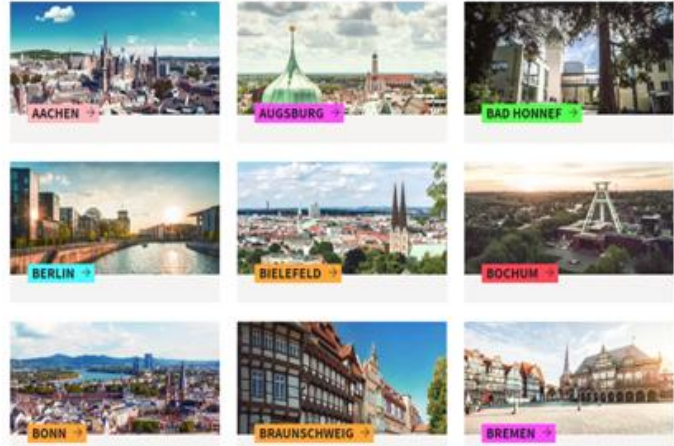 AACHEN →
AUGSBURG →
BAD HONNEF →
BERLIN →
BIELEFELD →
BOCHUM →
BONN →
BRAUNSCHWEIG →
BREMEN →